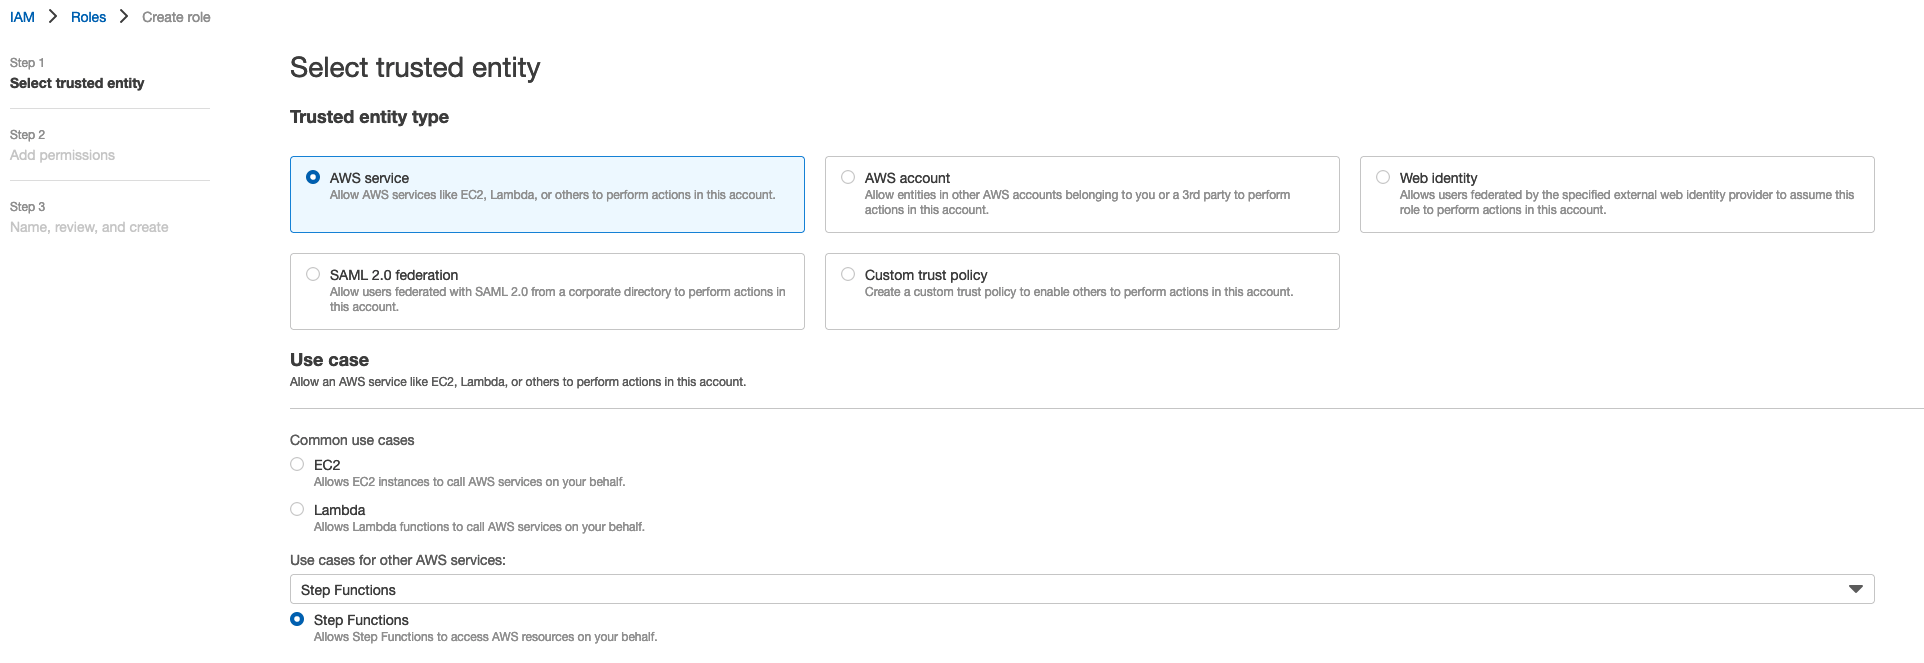 IAM > Roles > Create role
Step 1
Select trusted entity
Step 2
Add permissions
Step 3
Name, review, and create
Select trusted entity
Trusted entity type
AWS service
Allow AWS services like EC2, Lambda, or others to perform actions in this account.
AWS account
Allow entities in other AWS accounts belonging to you or a 3rd party to perform
actions in this account.
Web identity
Allows users federated by the specified external web identity provider to assume this
role to perform actions in this account.
SAML 2.0 federation
Allow users federated with SAML 2.0 from a corporate directory to perform actions in
this account.
Custom trust policy
Create a custom trust policy to enable others to perform actions in this account.
Use case
Allow an AWS service like EC2, Lambda, or others to perform actions in this account.
Common use cases
EC2
Allows EC2 instances to call AWS services on your behalf.
Lambda
Allows Lambda functions to call AWS services on your behalf.
Use cases for other AWS services:
Step Functions
Step Functions
Allows Step Functions to access AWS resources on your behalf.